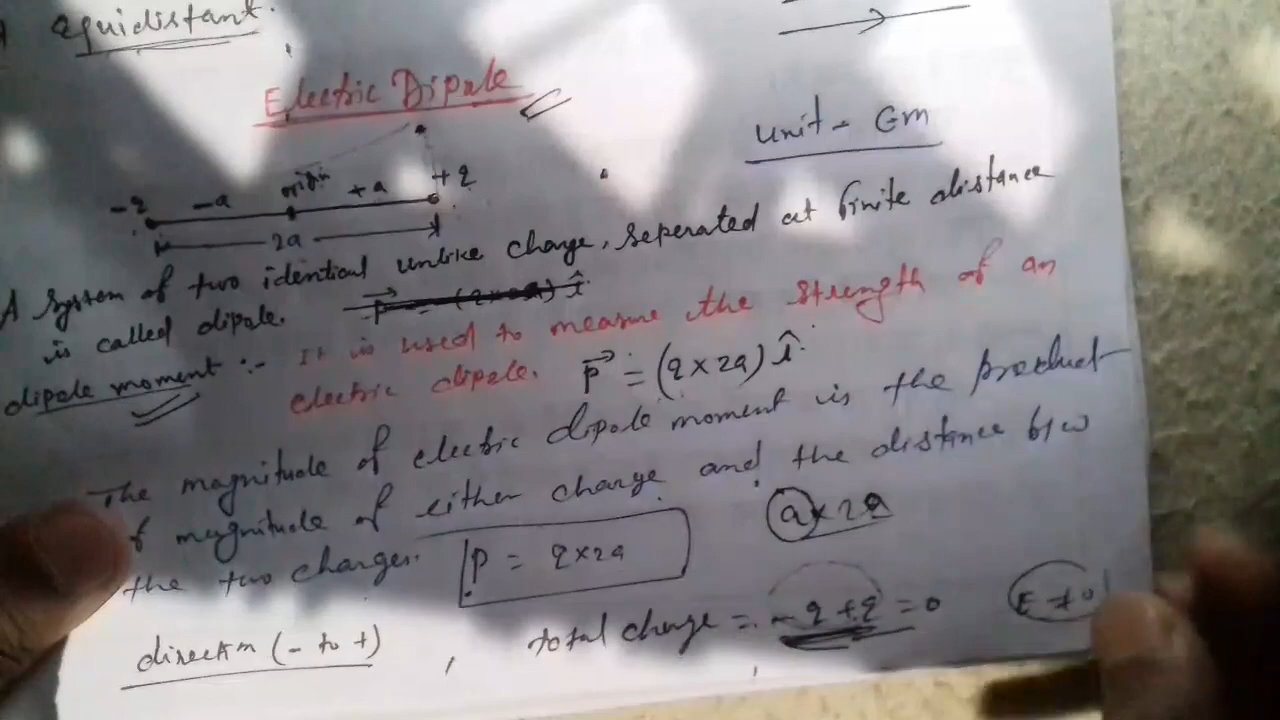 equidistant.
Electric Dipole
unit - Cm
-q -a origin +a +q
2a
A system of two identical unlike charge, seperated at finite distance
is called dipole.
dipole moment :- It is used to measure the strength of an
electric dipole. p⃗ = (q×2a) î
The magnitude of electric dipole moment is the product
of magnitude of either charge and the distance b/w
the two charges. p = q×2a
q×2a
direction (- to +) , total charge = -q+q = 0 E≠0